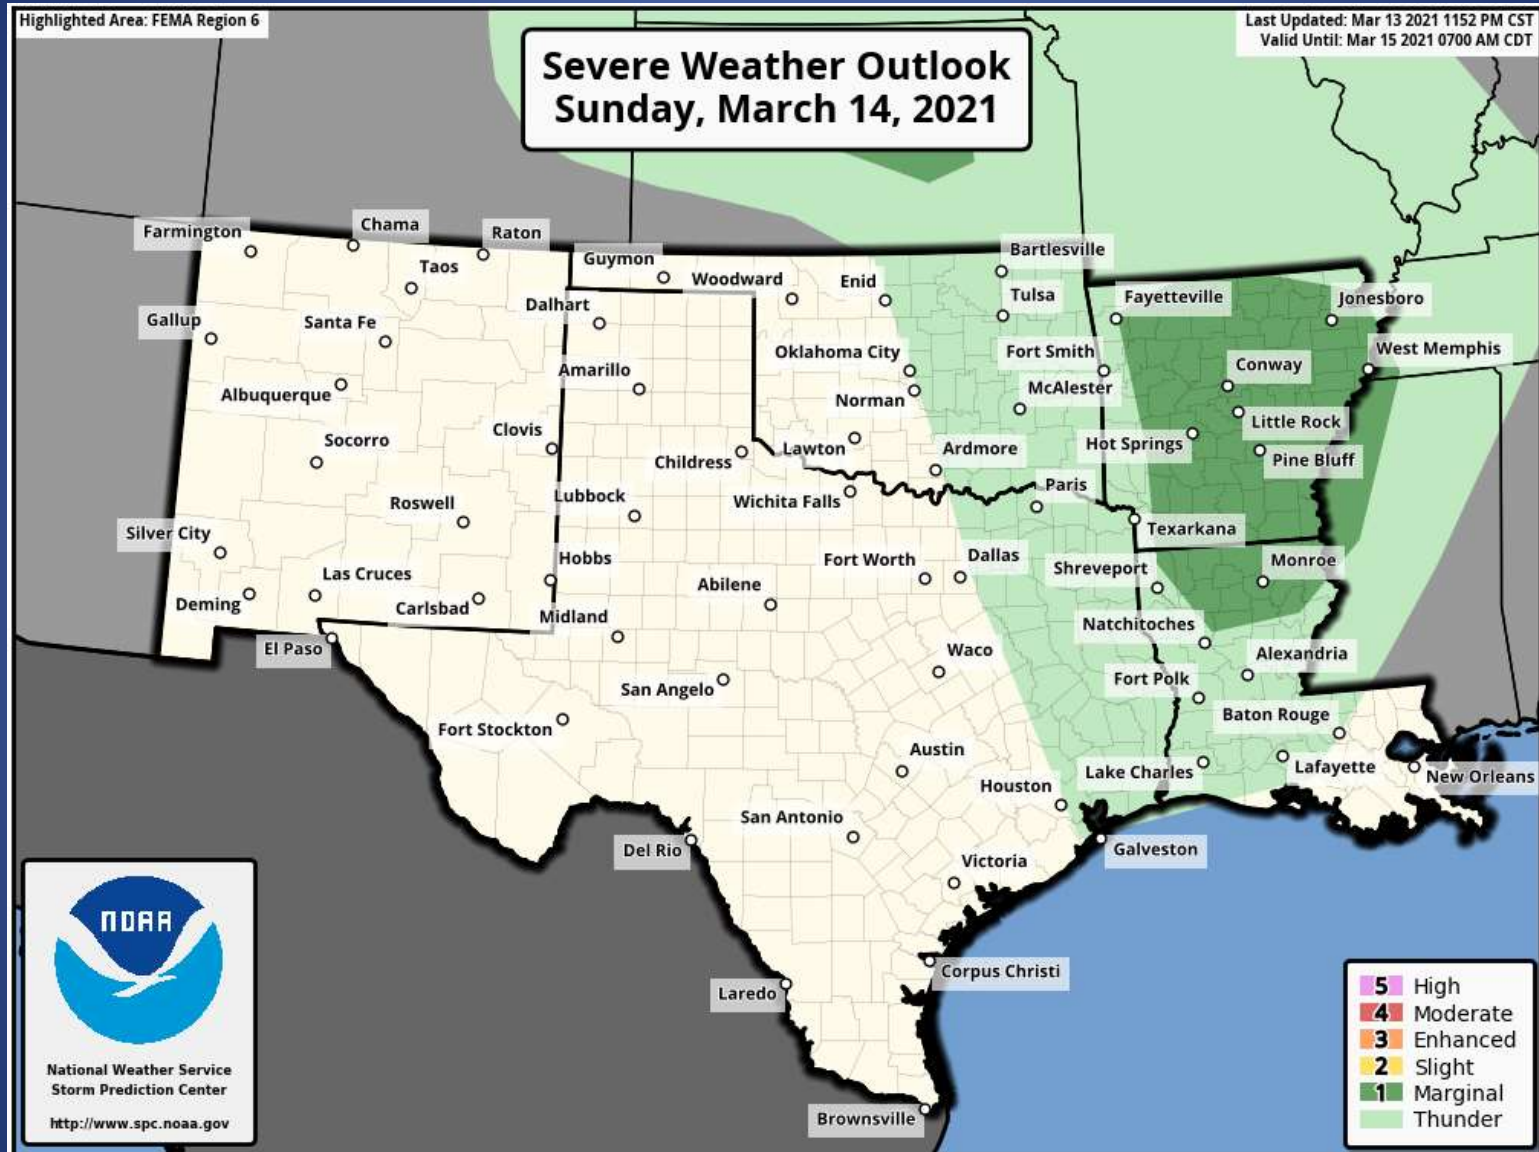 Highlighted Area: FEMA Region 6
Last Updated: Mar 13 2021 1152 PM CST
Valid Until: Mar 15 2021 0700 AM CDT
Severe Weather Outlook
Sunday, March 14, 2021
Farmington
Chama
Raton
Taos
Guymon
Woodward
Enid
Bartlesville
Tulsa
Fayetteville
Jonesboro
Gallup
Santa Fe
Dalhart
Oklahoma City
Fort Smith
West Memphis
Conway
Albuquerque
Amarillo
Norman
McAlester
Little Rock
Socorro
Clovis
Childress
Lawton
Ardmore
Hot Springs
Pine Bluff
Roswell
Lubbock
Wichita Falls
Paris
Texarkana
Silver City
Las Cruces
Hobbs
Fort Worth
Dallas
Shreveport
Monroe
Deming
Carlsbad
Midland
Abilene
Natchitoches
El Paso
San Angelo
Waco
Fort Polk
Alexandria
Fort Stockton
Baton Rouge
Austin
Houston
Lake Charles
Lafayette
New Orleans
San Antonio
Del Rio
Victoria
Galveston
Corpus Christi
Laredo
Brownsville
NOAA
National Weather Service
Storm Prediction Center
http://www.spc.noaa.gov
5 High
4 Moderate
3 Enhanced
2 Slight
1 Marginal
Thunder